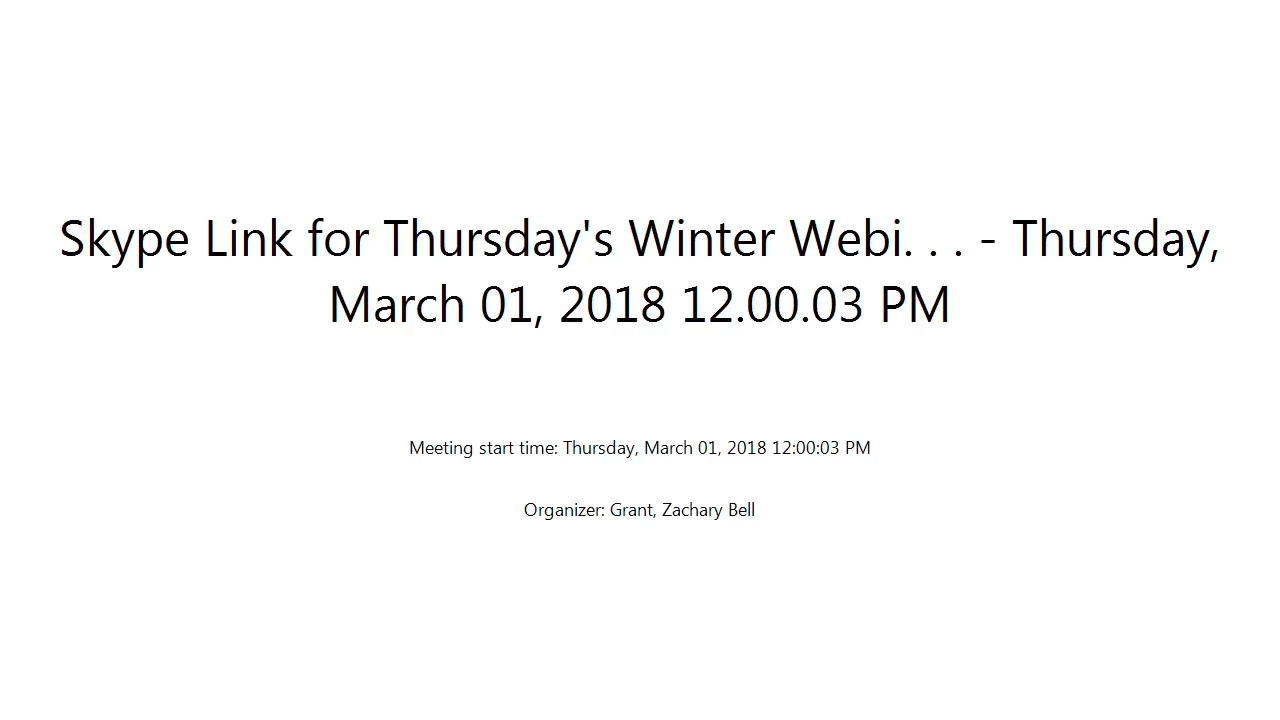 Skype Link for Thursday's Winter Webi. . . - Thursday,
March 01, 2018 12.00.03 PM
Meeting start time: Thursday, March 01, 2018 12:00:03 PM
Organizer: Grant, Zachary Bell